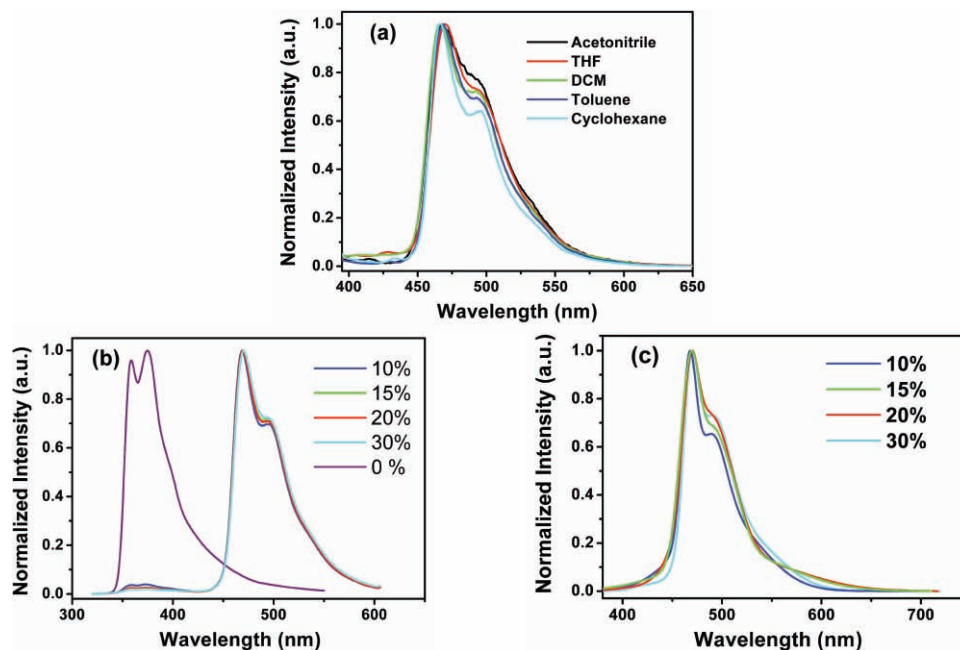 (a)
Acetonitrile
THF
DCM
Toluene
Cyclohexane
Normalized Intensity (a.u.)
1.0
0.8
0.6
0.4
0.2
0.0
400 450 500 550 600 650
Wavelength (nm)
(b)
10%
15%
20%
30%
0 %
Normalized Intensity (a.u.)
1.0
0.8
0.6
0.4
0.2
0.0
300 400 500 600
Wavelength (nm)
(c)
10%
15%
20%
30%
Normalized Intensity (a.u.)
1.0
0.8
0.6
0.4
0.2
0.0
400 500 600 700
Wavelength (nm)